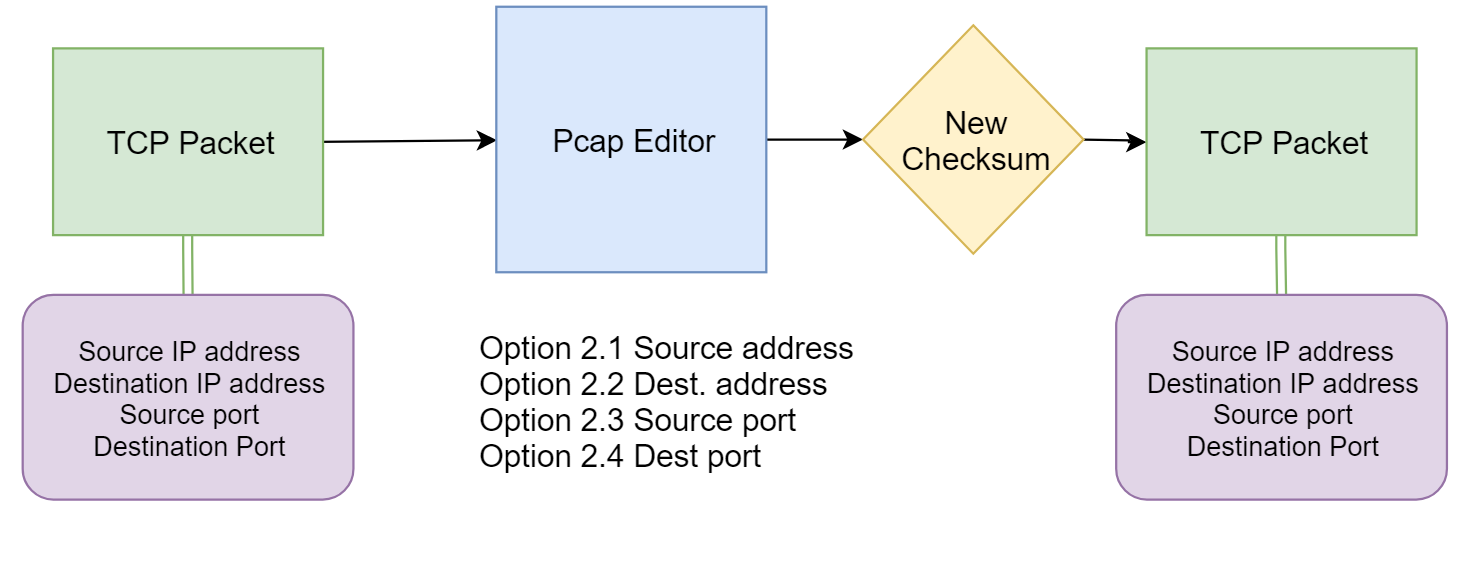 TCP Packet
Pcap Editor
New
Checksum
TCP Packet
Source IP address
Destination IP address
Source port
Destination Port
Option 2.1 Source address
Option 2.2 Dest. address
Option 2.3 Source port
Option 2.4 Dest port
Source IP address
Destination IP address
Source port
Destination Port